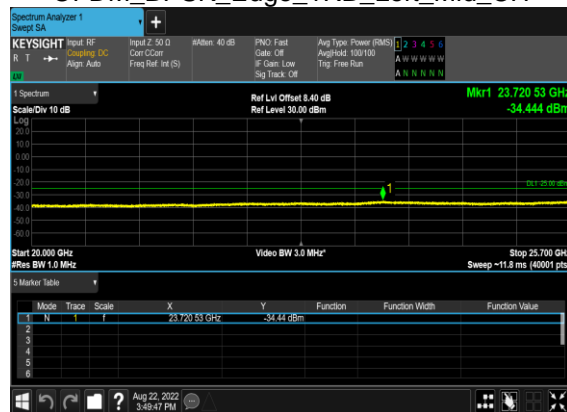 Spectrum Analyzer 1
Swept SA
+
KEYSIGHT
R T
LW
Input: RF
Coupling: DC
Align: Auto
Input Z: 50 Ω
Corr CCorr
Freq Ref: Int (S)
#Atten: 40 dB
PNO: Fast
Gate: Off
IF Gain: Low
Sig Track: Off
Avg Type: Power (RMS)
Avg|Hold: 100/100
Trig: Free Run
1 2 3 4 5 6
A W W W W W
A N N N N N
1 Spectrum
Scale/Div 10 dB
Ref Lvl Offset 8.40 dB
Ref Level 30.00 dBm
Mkr1 23.720 53 GHz
-34.444 dBm
Log
20.0
10.0
0.00
-10.0
-20.0
-30.0
-40.0
-50.0
-60.0
1
DL1 -25.00 dBm
Start 20.000 GHz
#Res BW 1.0 MHz
Video BW 3.0 MHz*
Stop 25.700 GHz
Sweep ~11.8 ms (40001 pts)
5 Marker Table
Mode Trace Scale X Y Function Function Width Function Value
1 N 1 f 23.720 53 GHz -34.44 dBm
2
3
4
5
6
?
Aug 22, 2022
3:49:47 PM